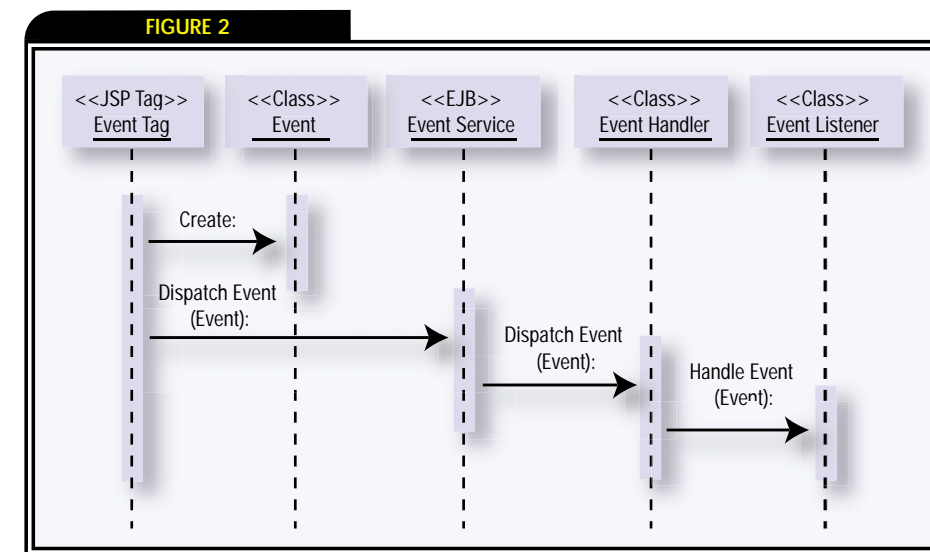 FIGURE 2
<<JSP Tag>>
Event Tag
<<Class>>
Event
<<EJB>>
Event Service
<<Class>>
Event Handler
<<Class>>
Event Listener
Create:
Dispatch Event
(Event):
Dispatch Event
(Event):
Handle Event
(Event):